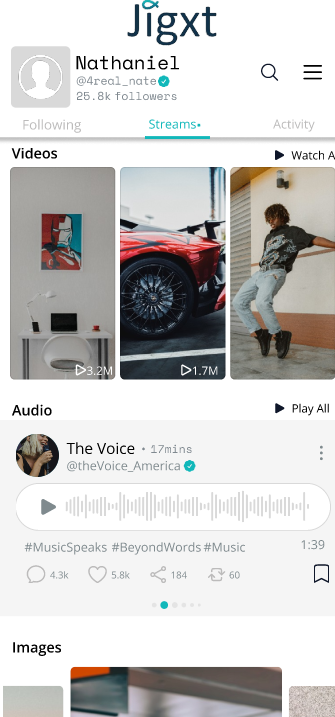 Jigxt
Nathaniel
@4real_nate
25.8k followers
Following
Streams•
Activity
Videos
Watch A
3.2M
1.7M
Audio
Play All
The Voice • 17mins
@theVoice_America
#MusicSpeaks #BeyondWords #Music
1:39
4.3k
5.8k
184
60
Images